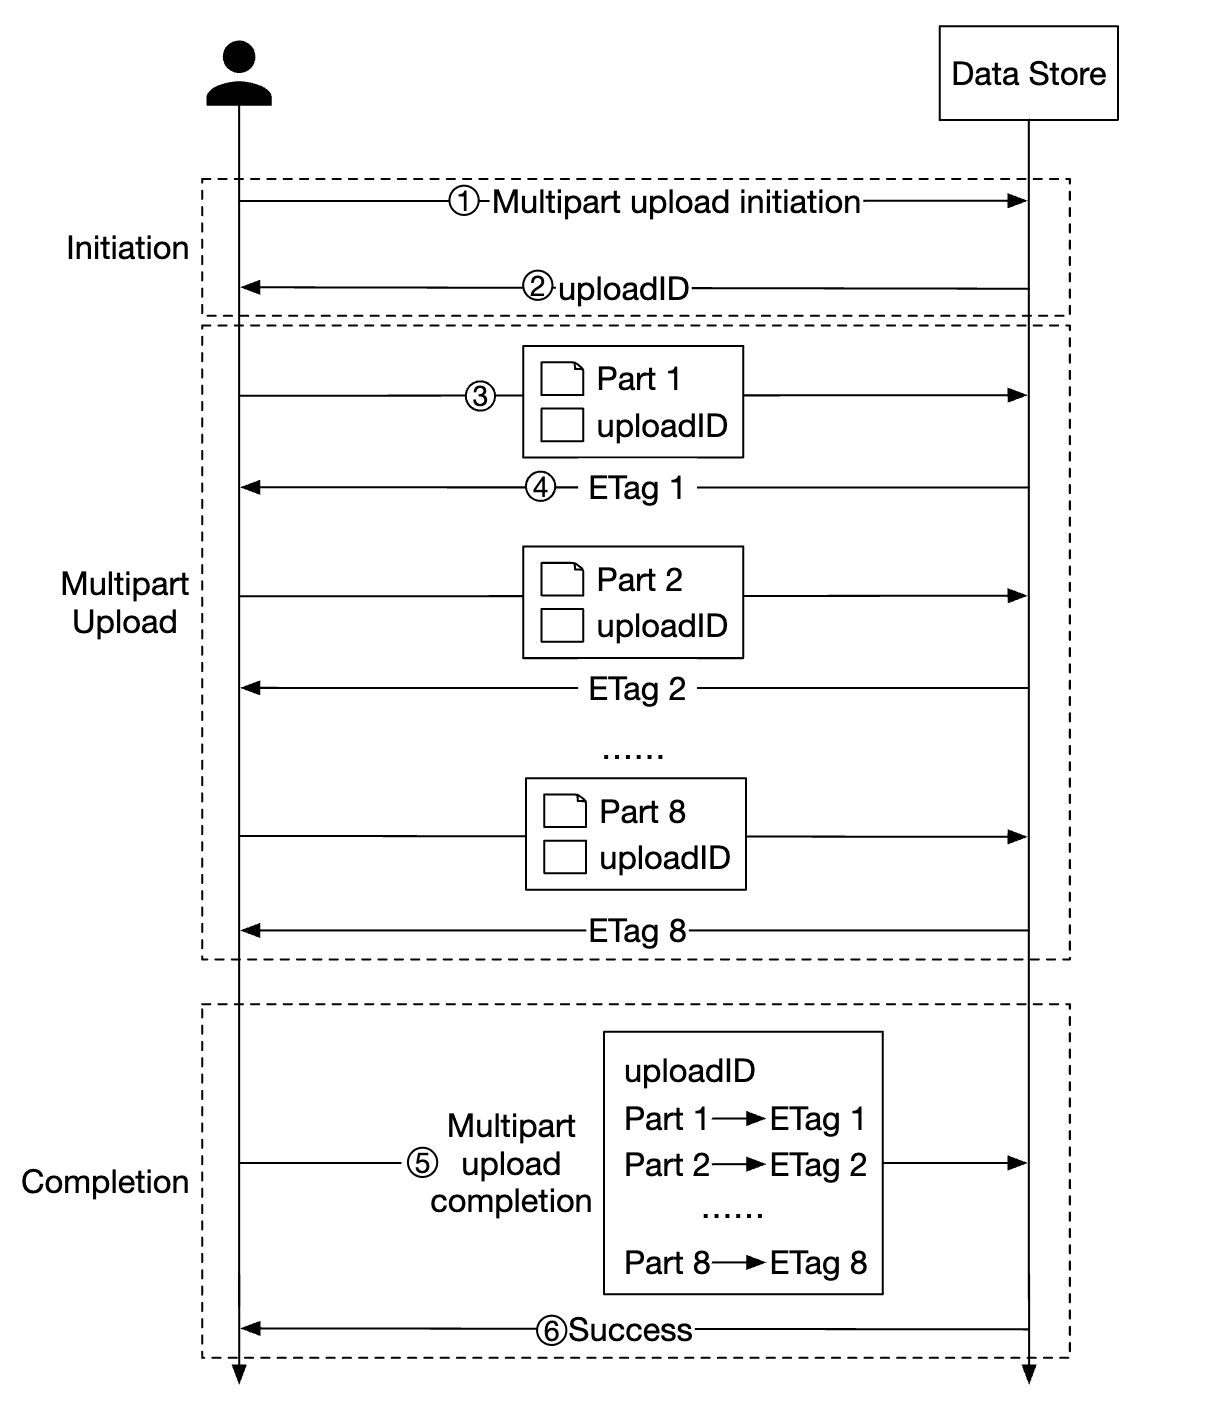 Data Store
① Multipart upload initiation
Initiation
② uploadID
Part 1
③
uploadID
④ ETag 1
Part 2
Multipart
Upload
uploadID
ETag 2
......
Part 8
uploadID
ETag 8
uploadID
Part 1 ETag 1
Multipart
⑤ upload
completion
Part 2 ETag 2
Completion
......
Part 8 ETag 8
⑥ Success